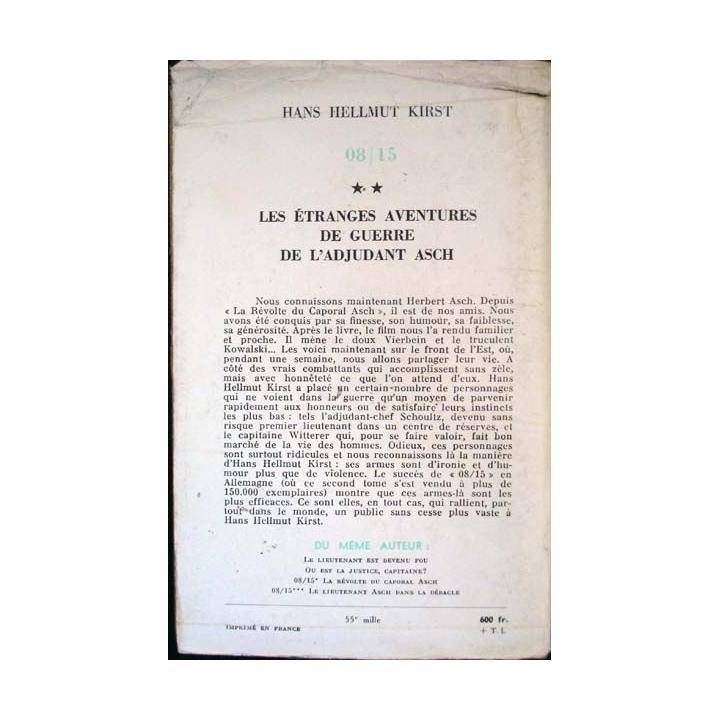 HANS HELLMUT KIRST
08/15
★ ★
LES ÉTRANGES AVENTURES
DE GUERRE
DE L'ADJUDANT ASCH
Nous connaissons maintenant Herbert Asch. Depuis
« La Révolte du Caporal Asch », il est de nos amis. Nous
avons été conquis par sa finesse, son humour, sa faiblesse,
sa générosité. Après le livre, le film nous l'a rendu familier
et proche. Il mène le doux Vierbein et le truculent
Kowalski... Les voici maintenant sur le front de l'Est, où,
pendant une semaine, nous allons partager leur vie. A
côté des vrais combattants qui accomplissent sans zèle,
mais avec honnêteté ce que l'on attend d'eux. Hans
Hellmut Kirst a placé un certain-nombre de personnages
qui ne voient dans la guerre qu'un moyen de parvenir
rapidement aux honneurs ou de satisfaire leurs instincts
les plus bas : tels l'adjudant-chef Schoultz, devenu sans
risque premier lieutenant dans un centre de réserves, et
le capitaine Witterer qui, pour se faire valoir, fait bon
marché de la vie des hommes. Odieux, ces personnages
sont surtout ridicules et nous reconnaissons là la manière
d'Hans Hellmut Kirst : ses armes sont d'ironie et d'hu-
mour plus que de violence. Le succès de « 08/15 » en
Allemagne (où ce second tome s'est vendu à plus de
150.000 exemplaires) montre que ces armes-là sont les
plus efficaces. Ce sont elles, en tout cas, qui rallient, par-
tout dans le monde, un public sans cesse plus vaste à
Hans Hellmut Kirst.
DU MÊME AUTEUR :
LE LIEUTENANT EST DEVENU FOU
OU EST LA JUSTICE, CAPITAINE?
08/15* LA RÉVOLTE DU CAPORAL ASCH
08/15*** LE LIEUTENANT ASCH DANS LA DÉBACLE
55e mille
600 fr.
IMPRIMÉ EN FRANCE
+ T. L.